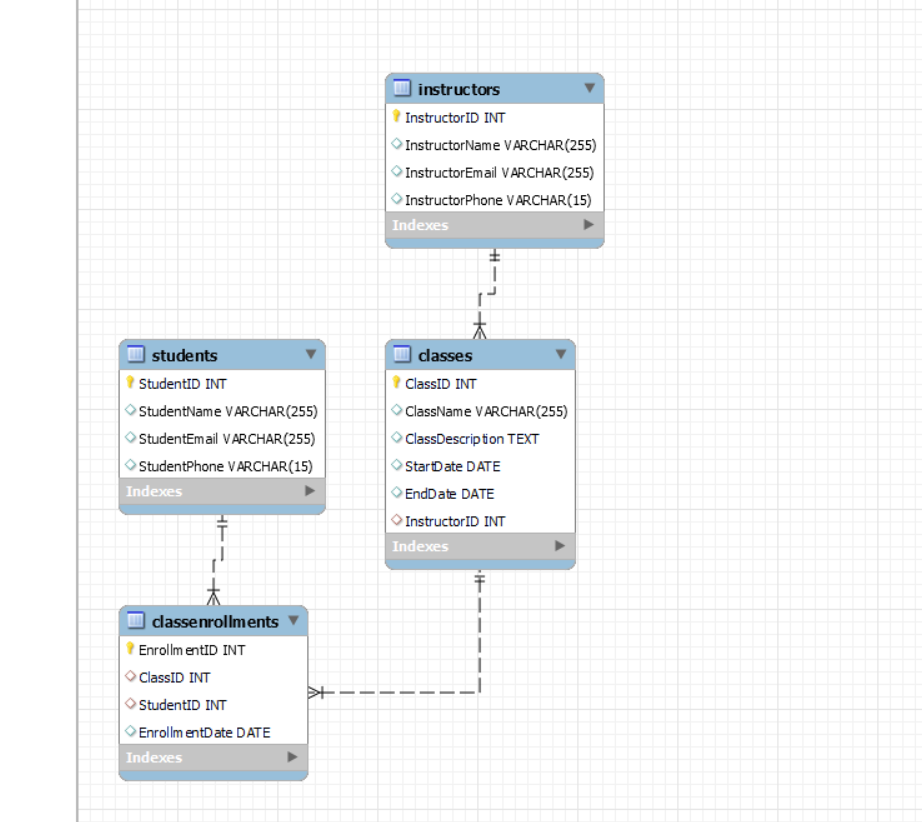 instructors
InstructorID INT
InstructorName VARCHAR(255)
InstructorEmail VARCHAR(255)
InstructorPhone VARCHAR(15)
Indexes
students
StudentID INT
StudentName VARCHAR(255)
StudentEmail VARCHAR(255)
StudentPhone VARCHAR(15)
Indexes
classes
ClassID INT
ClassName VARCHAR(255)
ClassDescription TEXT
StartDate DATE
EndDate DATE
InstructorID INT
Indexes
classenrollments
EnrollmentID INT
ClassID INT
StudentID INT
EnrollmentDate DATE
Indexes